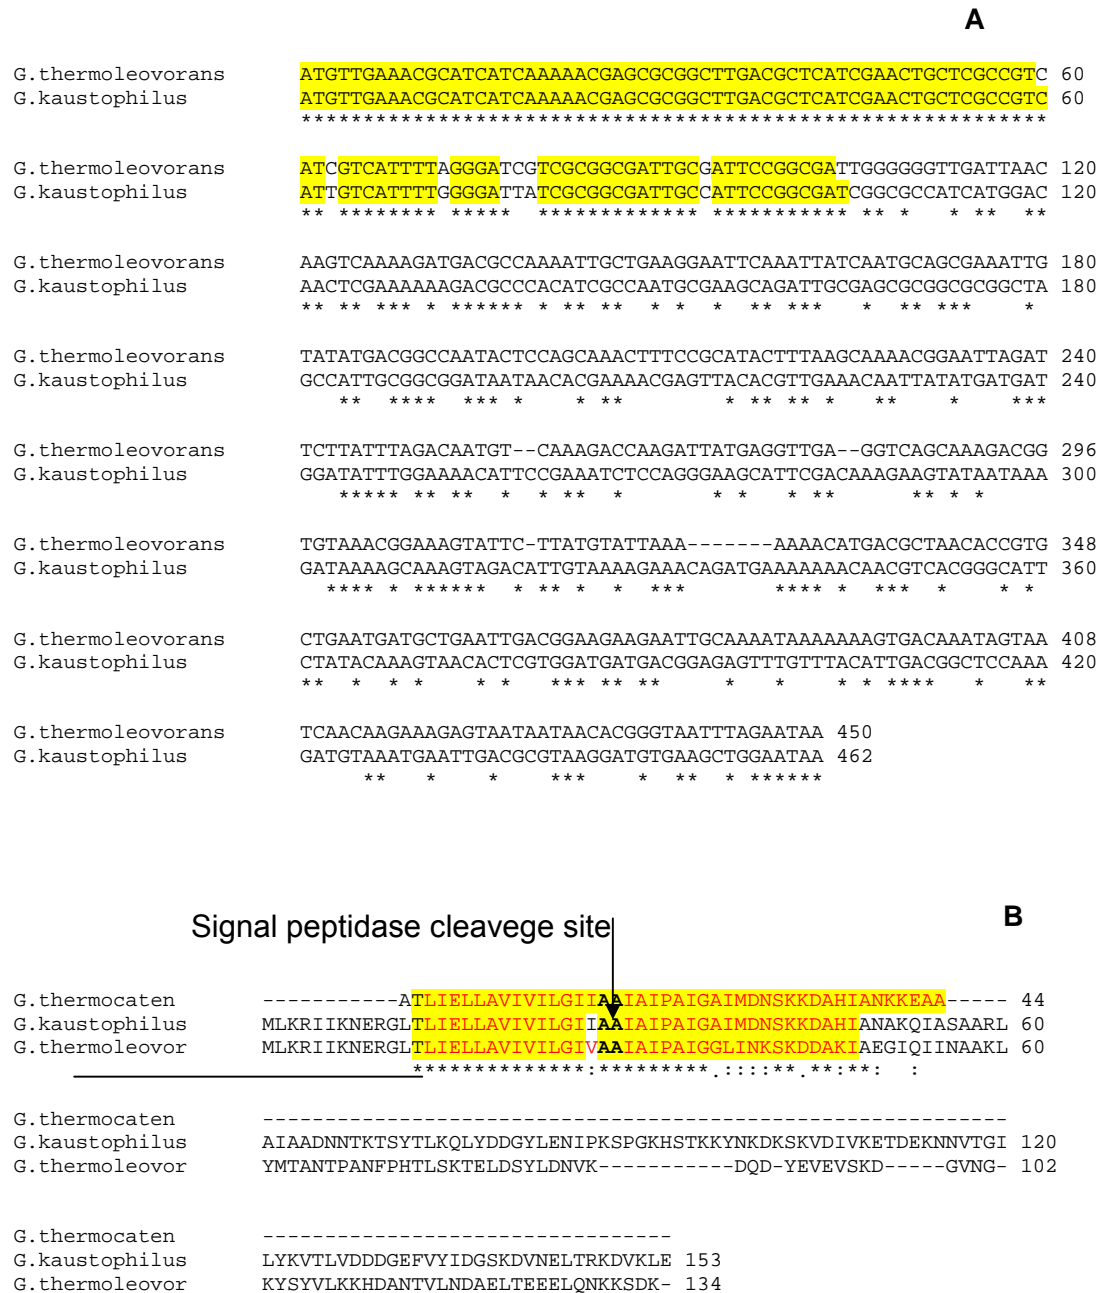 A
G.thermoleovorans ATGTTGAAACGCATCATCAAAAACGAGCGCGGCTTGACGCTCATCGAACTGCTCGCCGTC 60
G.kaustophilus ATGTTGAAACGCATCATCAAAAACGAGCGCGGCTTGACGCTCATCGAACTGCTCGCCGTC 60
************************************************************
G.thermoleovorans ATCGTCATTTTAGGGATCGTCGCGGCGATTGCGATTCCGGCGATTGGGGGGTTGATTAAC 120
G.kaustophilus ATTGTCATTTTGGGGATTATCGCGGCGATTGCCATTCCGGCGATCGGCGCCATCATGGAC 120
** ******** *****  ************* *********** ** *   * **  **
G.thermoleovorans AAGTCAAAAGATGACGCCAAAATTGCTGAAGGAATTCAAATTATCAATGCAGCGAAATTG 180
G.kaustophilus AACTCGAAAAAAGACGCCCACATCGCCAATGCGAAGCAGATTGCGAGCGCGGCGCGGCTA 180
** ** *** * ****** * ** **  * *  *  ** ***   *  ** ***     *
G.thermoleovorans TATATGACGGCCAATACTCCAGCAAACTTTCCGCATACTTTAAGCAAAACGGAATTAGAT 240
G.kaustophilus GCCATTGCGGCGGATAATAACACGAAAACGAGTTACACGTTGAAACAATTATATGATGAT 240
**  ****  *** *    * **        * ** ** *   **    *    ***
G.thermoleovorans TCTTATTTAGACAATGT--CAAAGACCAAGATTATGAGGTTGA--GGTCAGCAAAGACGG 296
G.kaustophilus GGATATTTGGAAAACATTCCGAAATCTCCAGGGAAGCATTCGACAAAGAAGTATAATAAA 300
***** ** **  *  * **  *       * *   * **      ** * *
G.thermoleovorans TGTAAACGGAAAGTATTC-TTATGTATTAAA-------AAAACATGACGCTAACACCGTG 348
G.kaustophilus GATAAAAGCAAAGTAGACATTGTAAAAGAAACAGATGAAAAAAACAACGTCACGGGCATT 360
**** * ******  * ** *  *  ***       **** *  ***  *    * *
G.thermoleovorans CTGAATGATGCTGAATTGACGGAAGAAGAATTGCAAAATAAAAAAAGTGACAAATAGTAA 408
G.kaustophilus CTATACAAAGTAACACTCGTGGATGATGACGGAGAGTTTGTTTACATTGACGGCTCCAAA 420
**  *  * *    * *   *** ** **     *   *    * * ****   *   **
G.thermoleovorans TCAACAAGAAAGAGTAATAATAACACGGGTAATTTAGAATAA 450
G.kaustophilus GATGTAAATGAATTGACGCGTAAGGATGTGAAGCTGGAATAA 462
**   *    *    ***    *  **  * ******
B
Signal peptidase cleavege site
G.thermocaten -----------ATLIELLAVIVILGIIAAIAIPAIGAIMDNSKKDAHIANKKEAA----- 44
G.kaustophilus MLKRIIKNERGLTLIELLAVIVILGIIAAIAIPAIGAIMDNSKKDAHIANAKQIASAARL 60
G.thermoleovor MLKRIIKNERGLTLIELLAVIVILGIVAAIAIPAIGGLINKSKDDAKIAEGIQIINAAKL 60
**************:*********.::::**.**:**:  :
G.thermocaten ------------------------------------------------------------
G.kaustophilus AIAADNNTKTSYTLKQLYDDGYLENIPKSPGKHSTKKYNKDKSKVDIVKETDEKNNVTGI 120
G.thermoleovor YMTANTPANFPHTLSKTELDSYLDNVK-----------DQD-YEVEVSKD-----GVNG- 102
G.thermocaten ---------------------------------
G.kaustophilus LYKVTLVDDDGEFVYIDGSKDVNELTRKDVKLE 153
G.thermoleovor KYSYVLKKHDANTVLNDAELTEEELQNKKSDK- 134